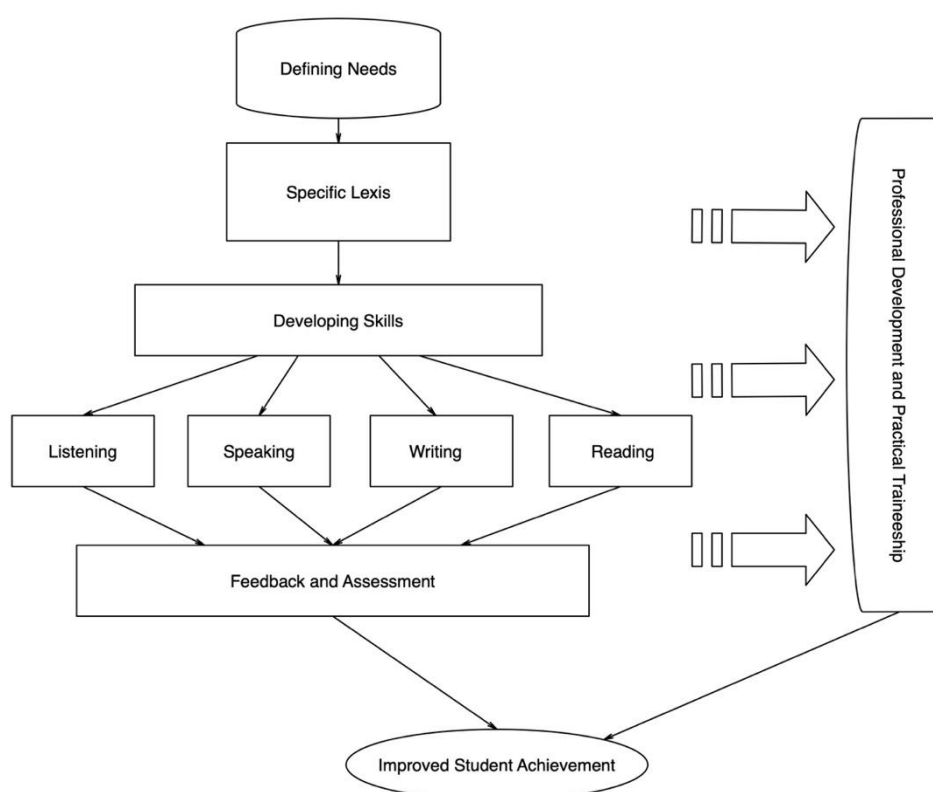 Defining Needs
Specific Lexis
Developing Skills
Listening
Speaking
Writing
Reading
Feedback and Assessment
Professional Development and Practical Traineeship
Improved Student Achievement